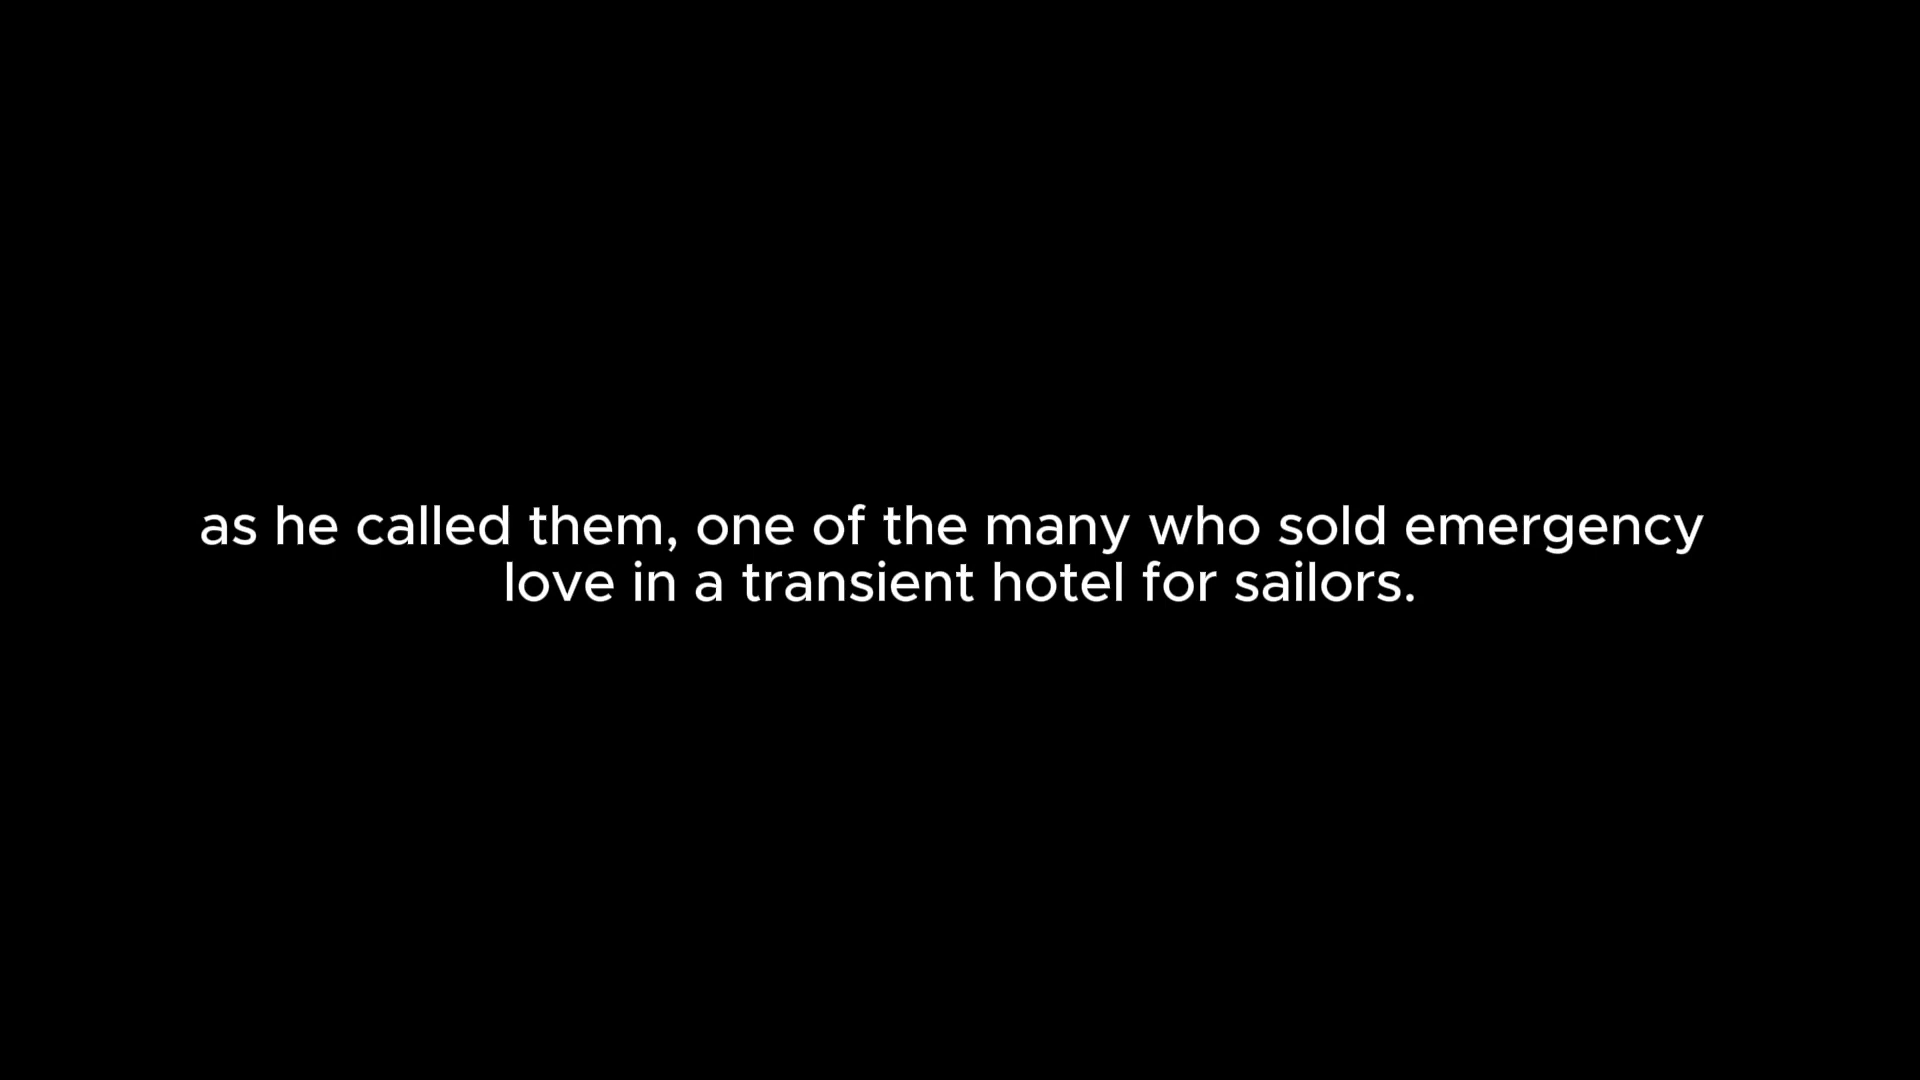 as he called them, one of the many who sold emergency
love in a transient hotel for sailors.